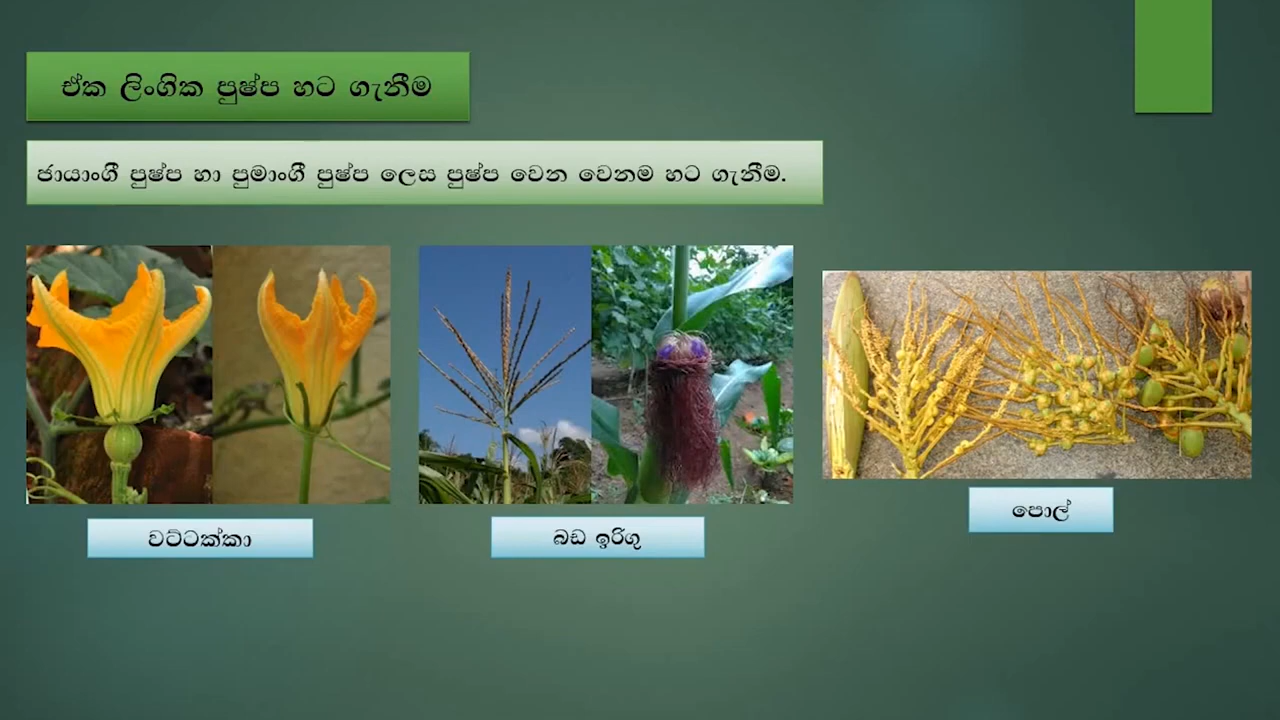 ඒක ලිංගික පුෂ්ප හට ගැනීම
ජායාංගී පුෂ්ප හා පුමාංගී පුෂ්ප ලෙස පුෂ්ප වෙන වෙනම හට ගැනීම.
වට්ටක්කා
බඩ ඉරිගු
පොල්